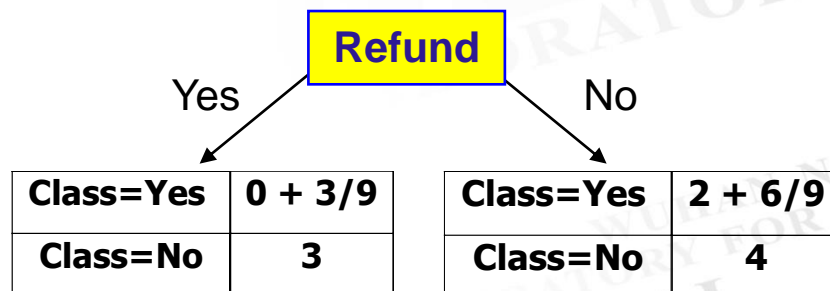 Refund
Yes No
Class=Yes 0 + 3/9 Class=Yes 2 + 6/9
Class=No 3 Class=No 4